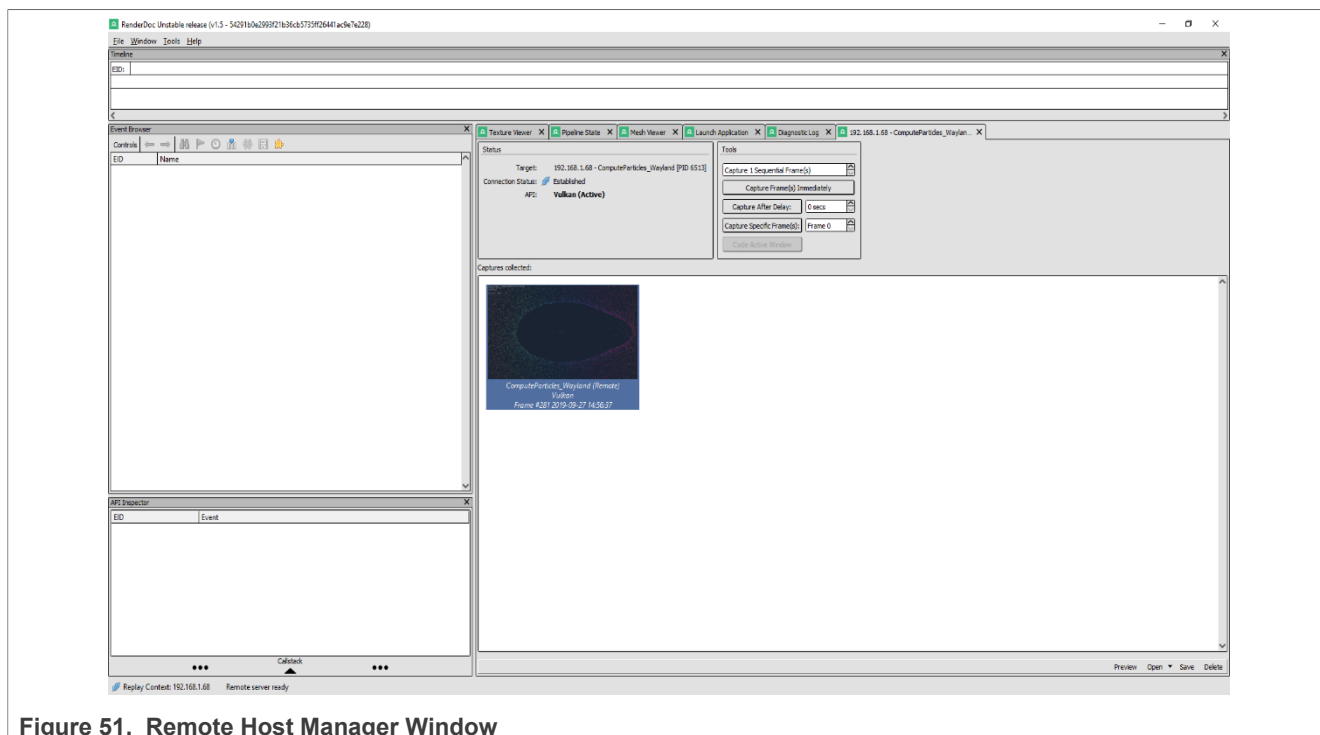 RenderDoc Unstable release (v1.5 - 54291b0e2993f21b36cb5735ff26441ac9e7e228)
File Window Tools Help
Timeline X
EID:
Event Browser X
Controls
EID Name
Texture Viewer X Pipeline State X Mesh Viewer X Launch Application X Diagnostic Log X 192.168.1.68 - ComputeParticles_Waylan... X
Status
Target: 192.168.1.68 - ComputeParticles_Wayland [PID 6513]
Connection Status: Established
API: Vulkan (Active)
Tools
Capture 1 Sequential Frame(s)
Capture Frame(s) Immediately
Capture After Delay: 0 secs
Capture Specific Frame(s): Frame 0
Cycle Active Window
Captures collected:
ComputeParticles_Wayland (Remote)
Vulkan
Frame #281 2019-09-27 14:56:37
API Inspector X
EID Event
Callstack
Preview Open Save Delete
Replay Context: 192.168.1.68 Remote server ready
Figure 51. Remote Host Manager Window